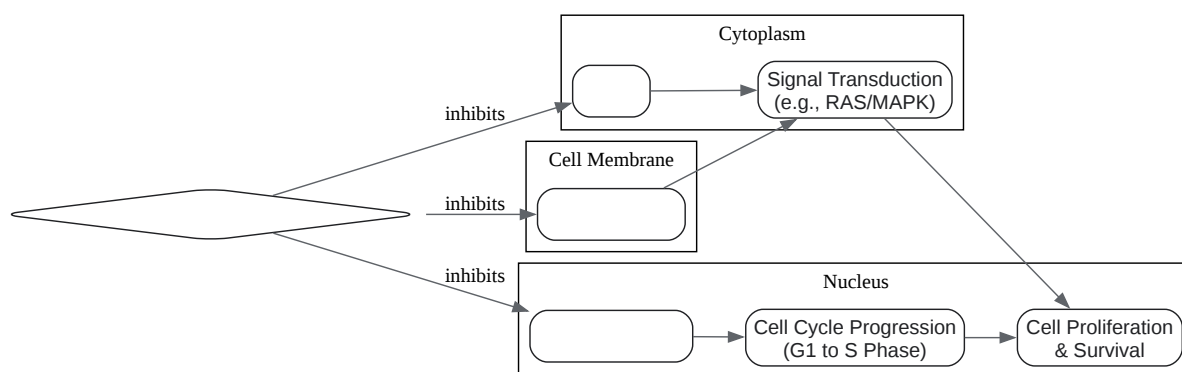 Cytoplasm
Signal Transduction
(e.g., RAS/MAPK)
inhibits
Cell Membrane
inhibits
inhibits
Nucleus
Cell Cycle Progression
(G1 to S Phase)
Cell Proliferation
& Survival